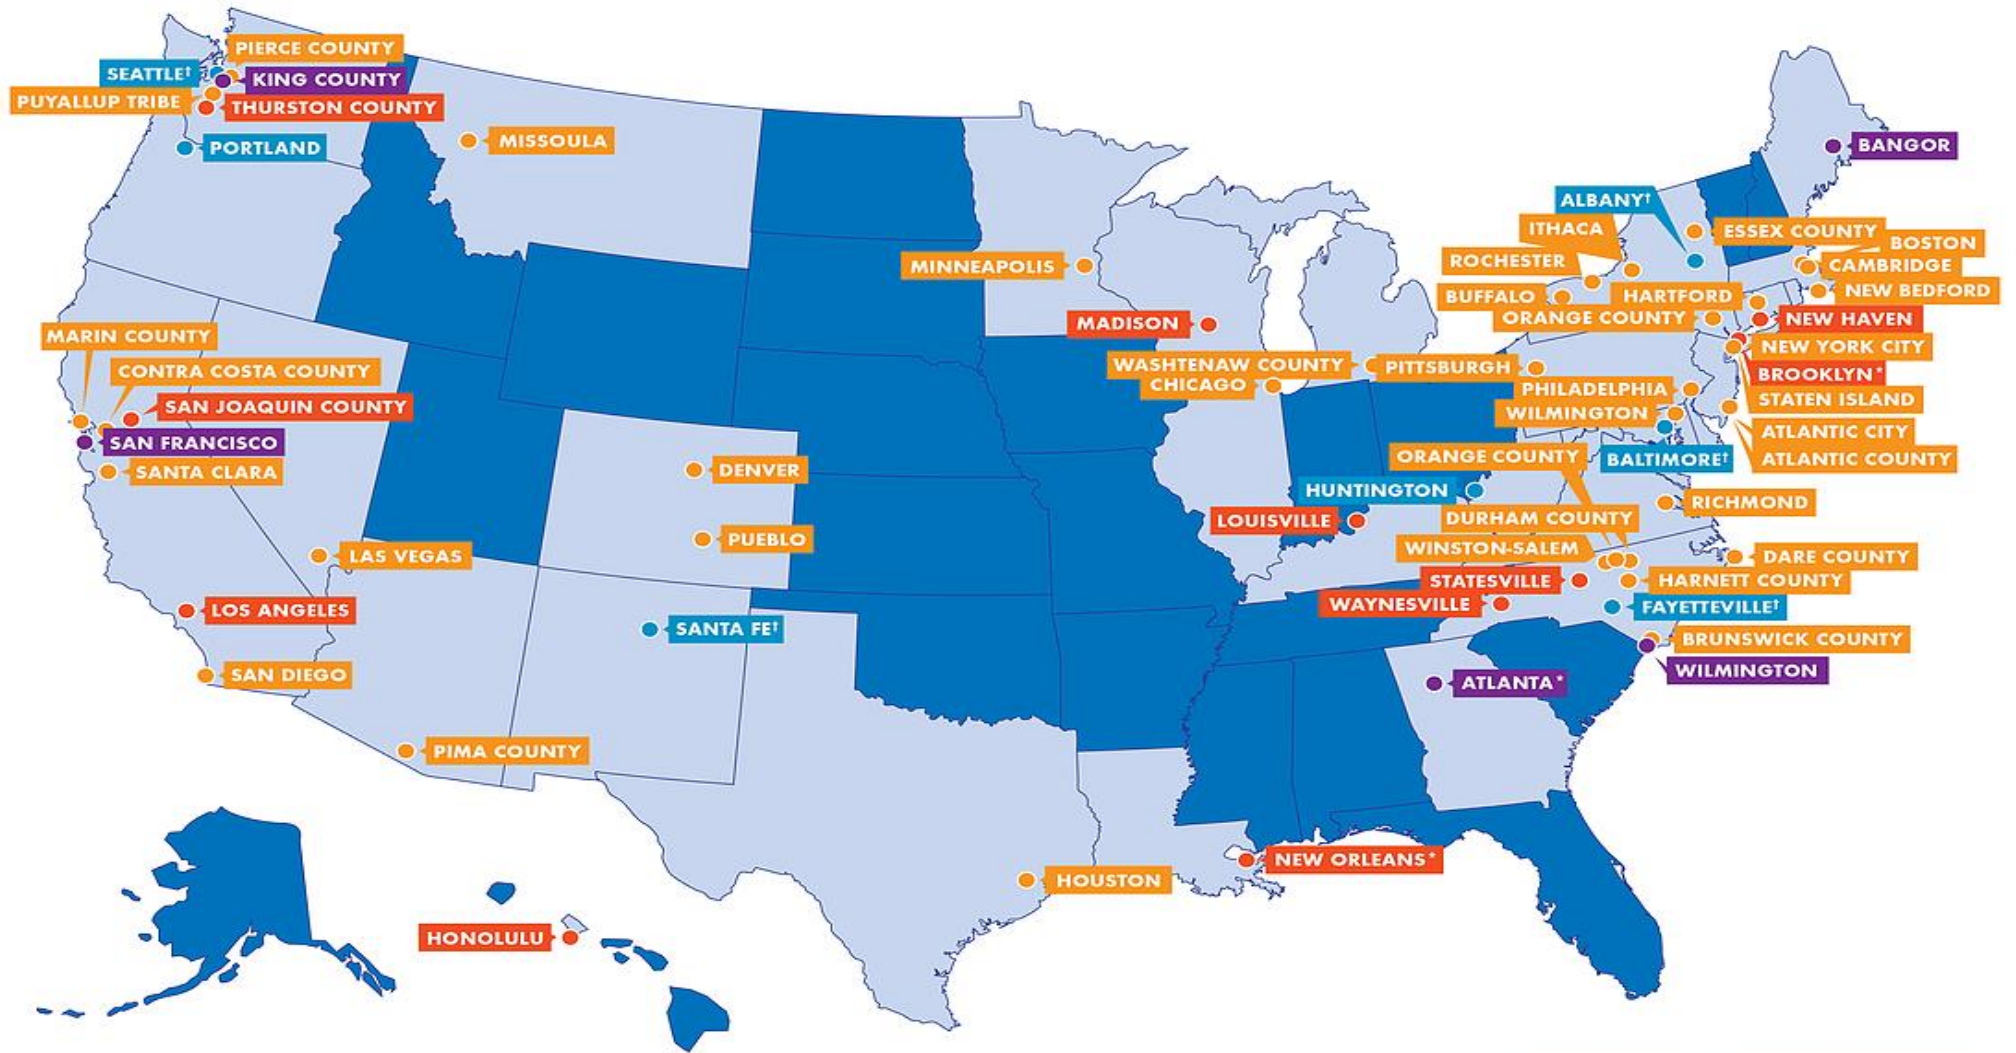 PIERCE COUNTY
SEATTLE†
KING COUNTY
PUYALLUP TRIBE
THURSTON COUNTY
PORTLAND
MISSOULA
BANGOR
ALBANY†
ITHACA
ESSEX COUNTY
BOSTON
ROCHESTER
CAMBRIDGE
MINNEAPOLIS
NEW BEDFORD
BUFFALO
HARTFORD
ORANGE COUNTY
NEW HAVEN
MADISON
MARIN COUNTY
NEW YORK CITY
WASHTENAW COUNTY
PITTSBURGH
CONTRA COSTA COUNTY
BROOKLYN*
CHICAGO
PHILADELPHIA
STATEN ISLAND
SAN JOAQUIN COUNTY
WILMINGTON
ATLANTIC CITY
SAN FRANCISCO
ORANGE COUNTY
BALTIMORE†
ATLANTIC COUNTY
SANTA CLARA
DENVER
HUNTINGTON
RICHMOND
LOUISVILLE
DURHAM COUNTY
PUEBLO
WINSTON-SALEM
LAS VEGAS
DARE COUNTY
STATESVILLE
HARNETT COUNTY
WAYNESVILLE
FAYETTEVILLE†
LOS ANGELES
SANTA FE†
BRUNSWICK COUNTY
SAN DIEGO
WILMINGTON
ATLANTA*
PIMA COUNTY
NEW ORLEANS*
HOUSTON
HONOLULU